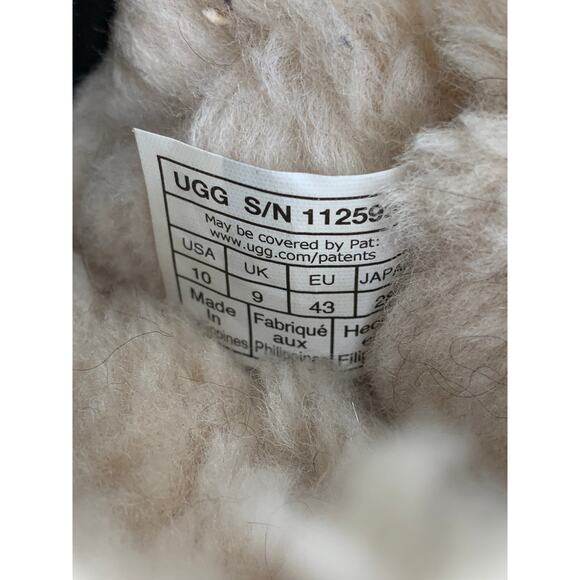 UGG S/N 11259
May be covered by Pat:
www.ugg.com/patents
USA UK EU JAPA
10 9 43
Made Fabriqué
In aux